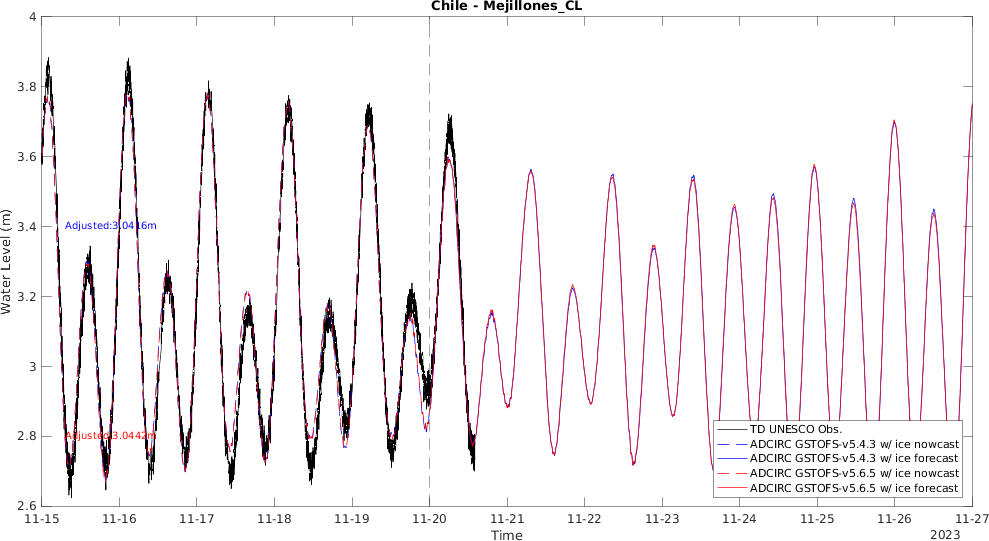 Chile - Mejillones_CL
4
3.8
3.6
3.4
3.2
3
2.8
2.6
Water Level (m)
Adjusted:3.0416m
Adjusted:3.0442m
TD UNESCO Obs.
ADCIRC GSTOFS-v5.4.3 w/ ice nowcast
ADCIRC GSTOFS-v5.4.3 w/ ice forecast
ADCIRC GSTOFS-v5.6.5 w/ ice nowcast
ADCIRC GSTOFS-v5.6.5 w/ ice forecast
11-15 11-16 11-17 11-18 11-19 11-20 11-21 11-22 11-23 11-24 11-25 11-26 11-27
Time
2023